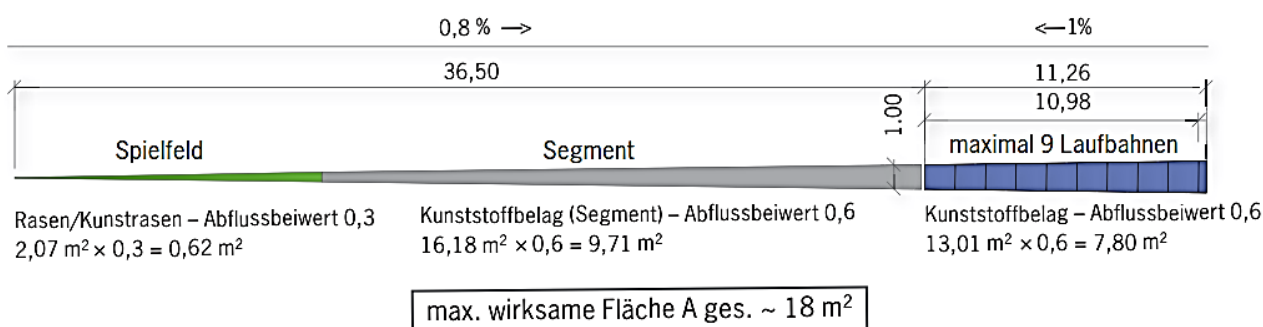 0,8 % →
←1%
36,50
11,26
10,98
1.00
Spielfeld
Segment
maximal 9 Laufbahnen
Rasen/Kunstrasen – Abflussbeiwert 0,3
2,07 m² × 0,3 = 0,62 m²
Kunststoffbelag (Segment) – Abflussbeiwert 0,6
16,18 m² × 0,6 = 9,71 m²
Kunststoffbelag – Abflussbeiwert 0,6
13,01 m² × 0,6 = 7,80 m²
max. wirksame Fläche A ges. ~ 18 m²